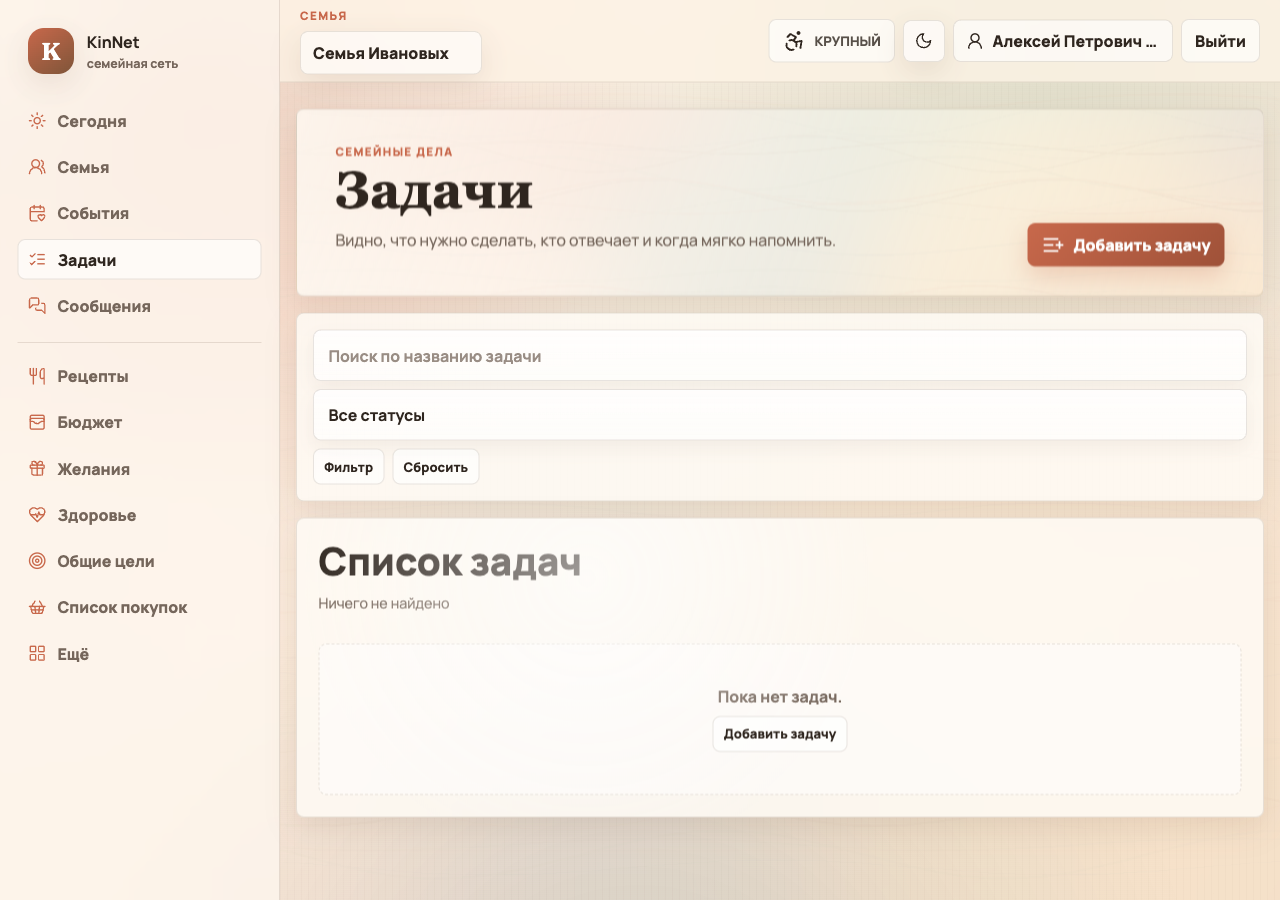 K
KinNet
семейная сеть
Сегодня
Семья
События
Задачи
Сообщения
Рецепты
Бюджет
Желания
Здоровье
Общие цели
Список покупок
Ещё
СЕМЬЯ
Семья Ивановых
КРУПНЫЙ
Алексей Петрович ...
Выйти
СЕМЕЙНЫЕ ДЕЛА
Задачи
Видно, что нужно сделать, кто отвечает и когда мягко напомнить.
Добавить задачу
Поиск по названию задачи
Все статусы
Фильтр
Сбросить
Список задач
Ничего не найдено
Пока нет задач.
Добавить задачу